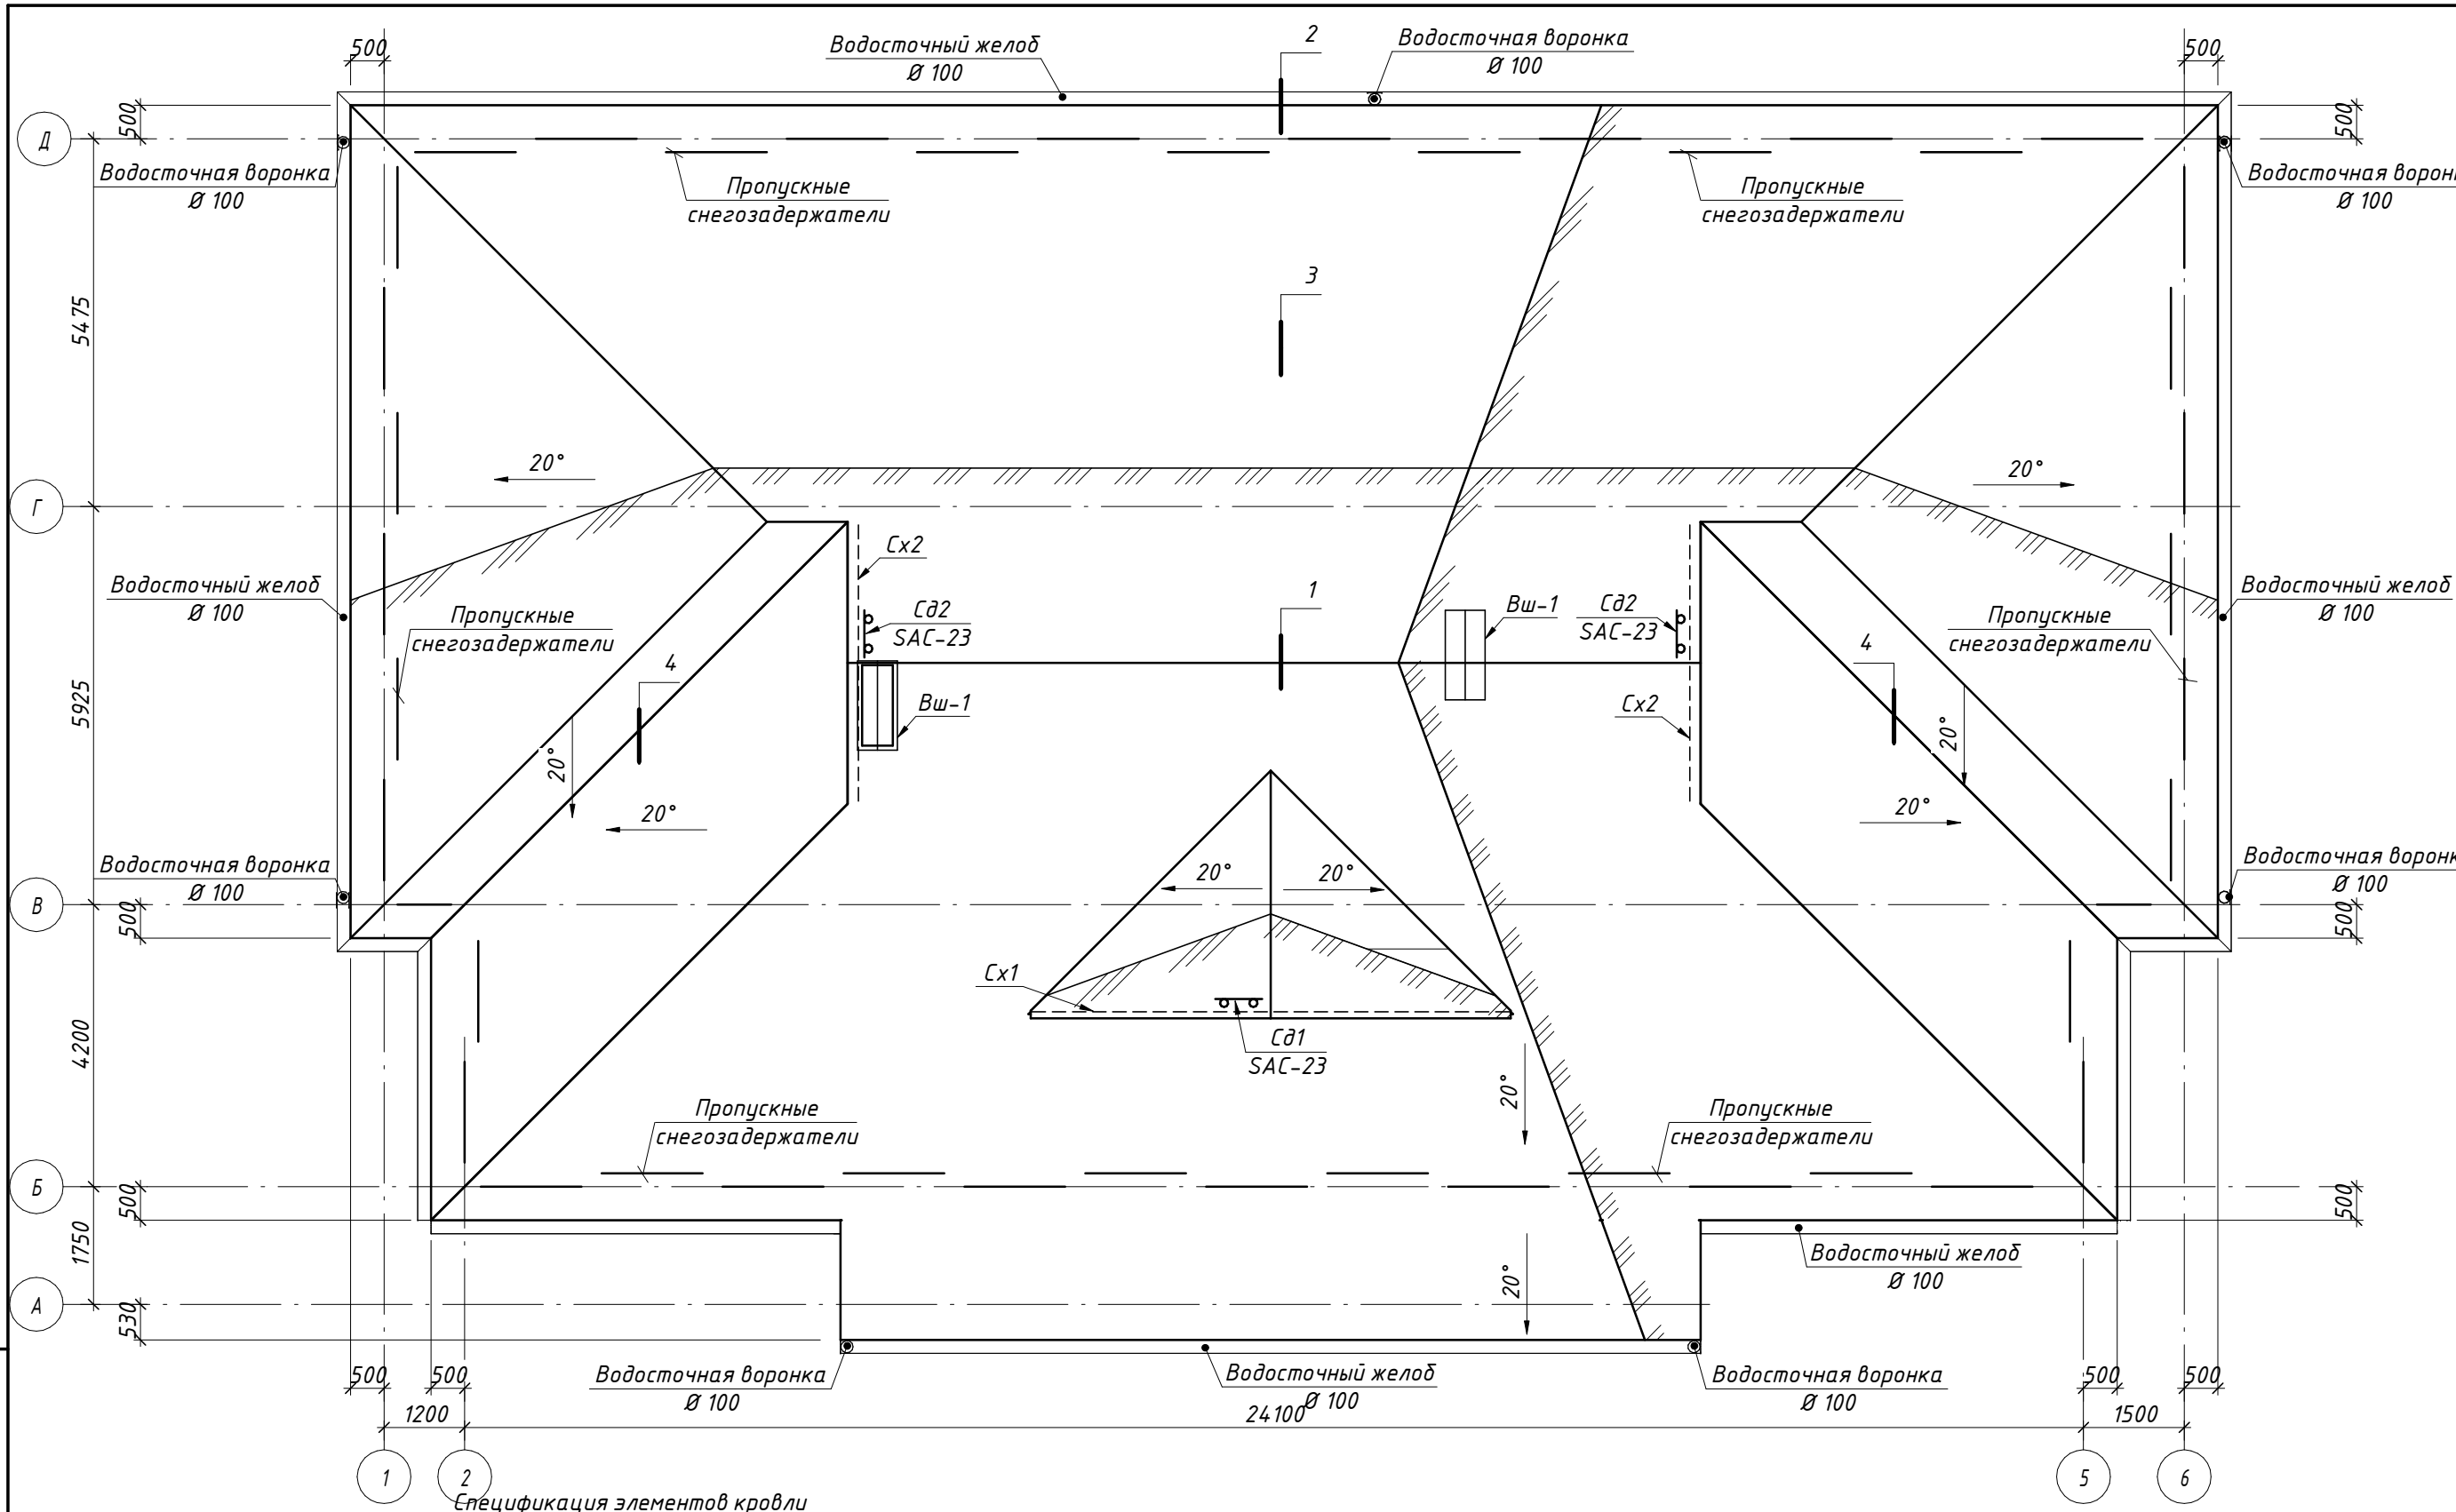 500
Водосточный желоб
Ø 100
2
Водосточная воронка
Ø 100
500
500
500
Д
Водосточная воронка
Ø 100
Пропускные
снегозадержатели
Пропускные
снегозадержатели
Водосточная
Ø 100
3
5475
20°
20°
Г
Сх2
Водосточный желоб
Ø 100
Пропускные
снегозадержатели
Сд2
SAC-23
1
Вш-1
Сд2
SAC-23
Пропускные
снегозадержатели
Водосточный желоб
Ø 100
4
4
5925
Вш-1
Сх2
20°
20°
20°
20°
Водосточная воронка
Ø 100
20°
20°
Водосточная
Ø 100
В
500
500
Сх1
4200
Сд1
SAC-23
20°
Пропускные
снегозадержатели
Пропускные
снегозадержатели
Б
500
500
1750
20°
Водосточный желоб
Ø 100
А
530
500
500
Водосточная воронка
Ø 100
Водосточный желоб
Ø 100
Водосточная воронка
Ø 100
500
500
1200
24100
1500
1
2
5
6
Спецификация элементов кровли